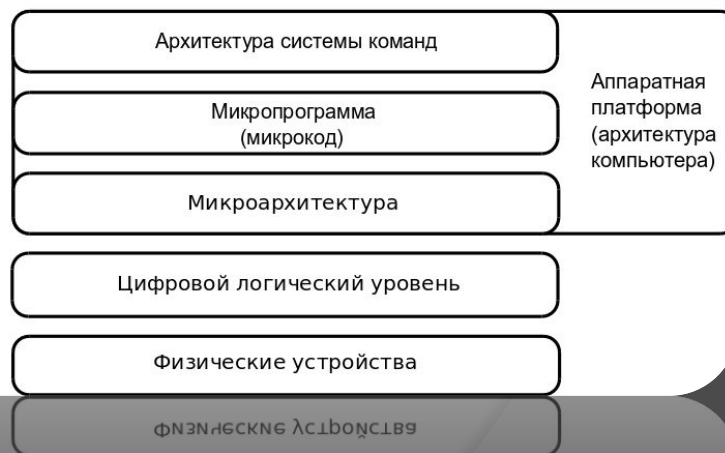 Архитектура системы команд
Микропрограмма
(микрокод)
Микроархитектура
Цифровой логический уровень
Физические устройства
Аппаратная
платформа
(архитектура
компьютера)